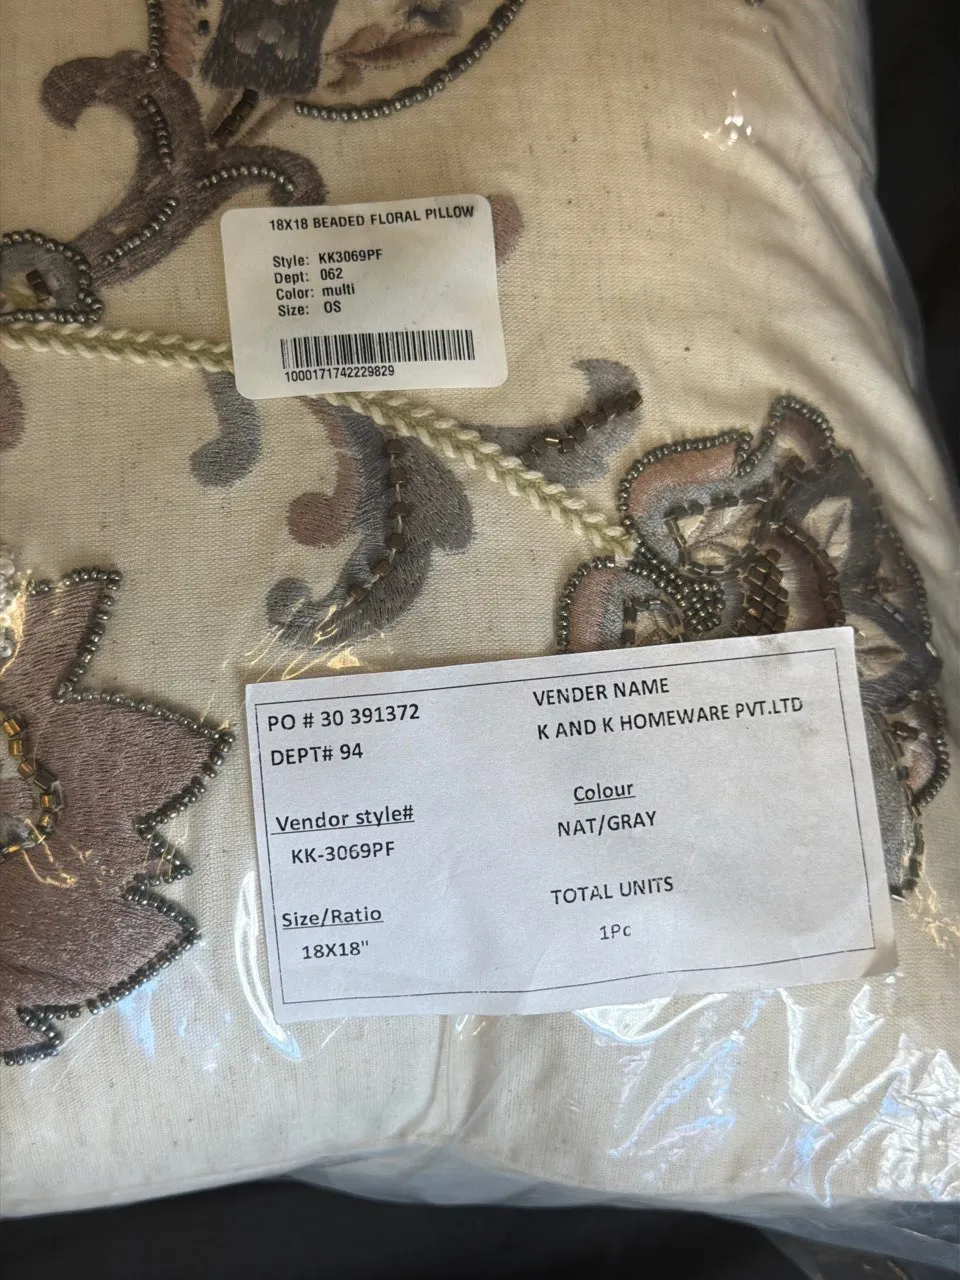 18X18 BEADED FLORAL PILLOW
Style: KK3069PF
Dept: 062
Color: multi
Size: OS
1000171742229829
PO # 30 391372
DEPT# 94
VENDER NAME
K AND K HOMEWARE PVT.LTD
Vendor style#
KK-3069PF
Colour
NAT/GRAY
Size/Ratio
18X18"
TOTAL UNITS
1Pc